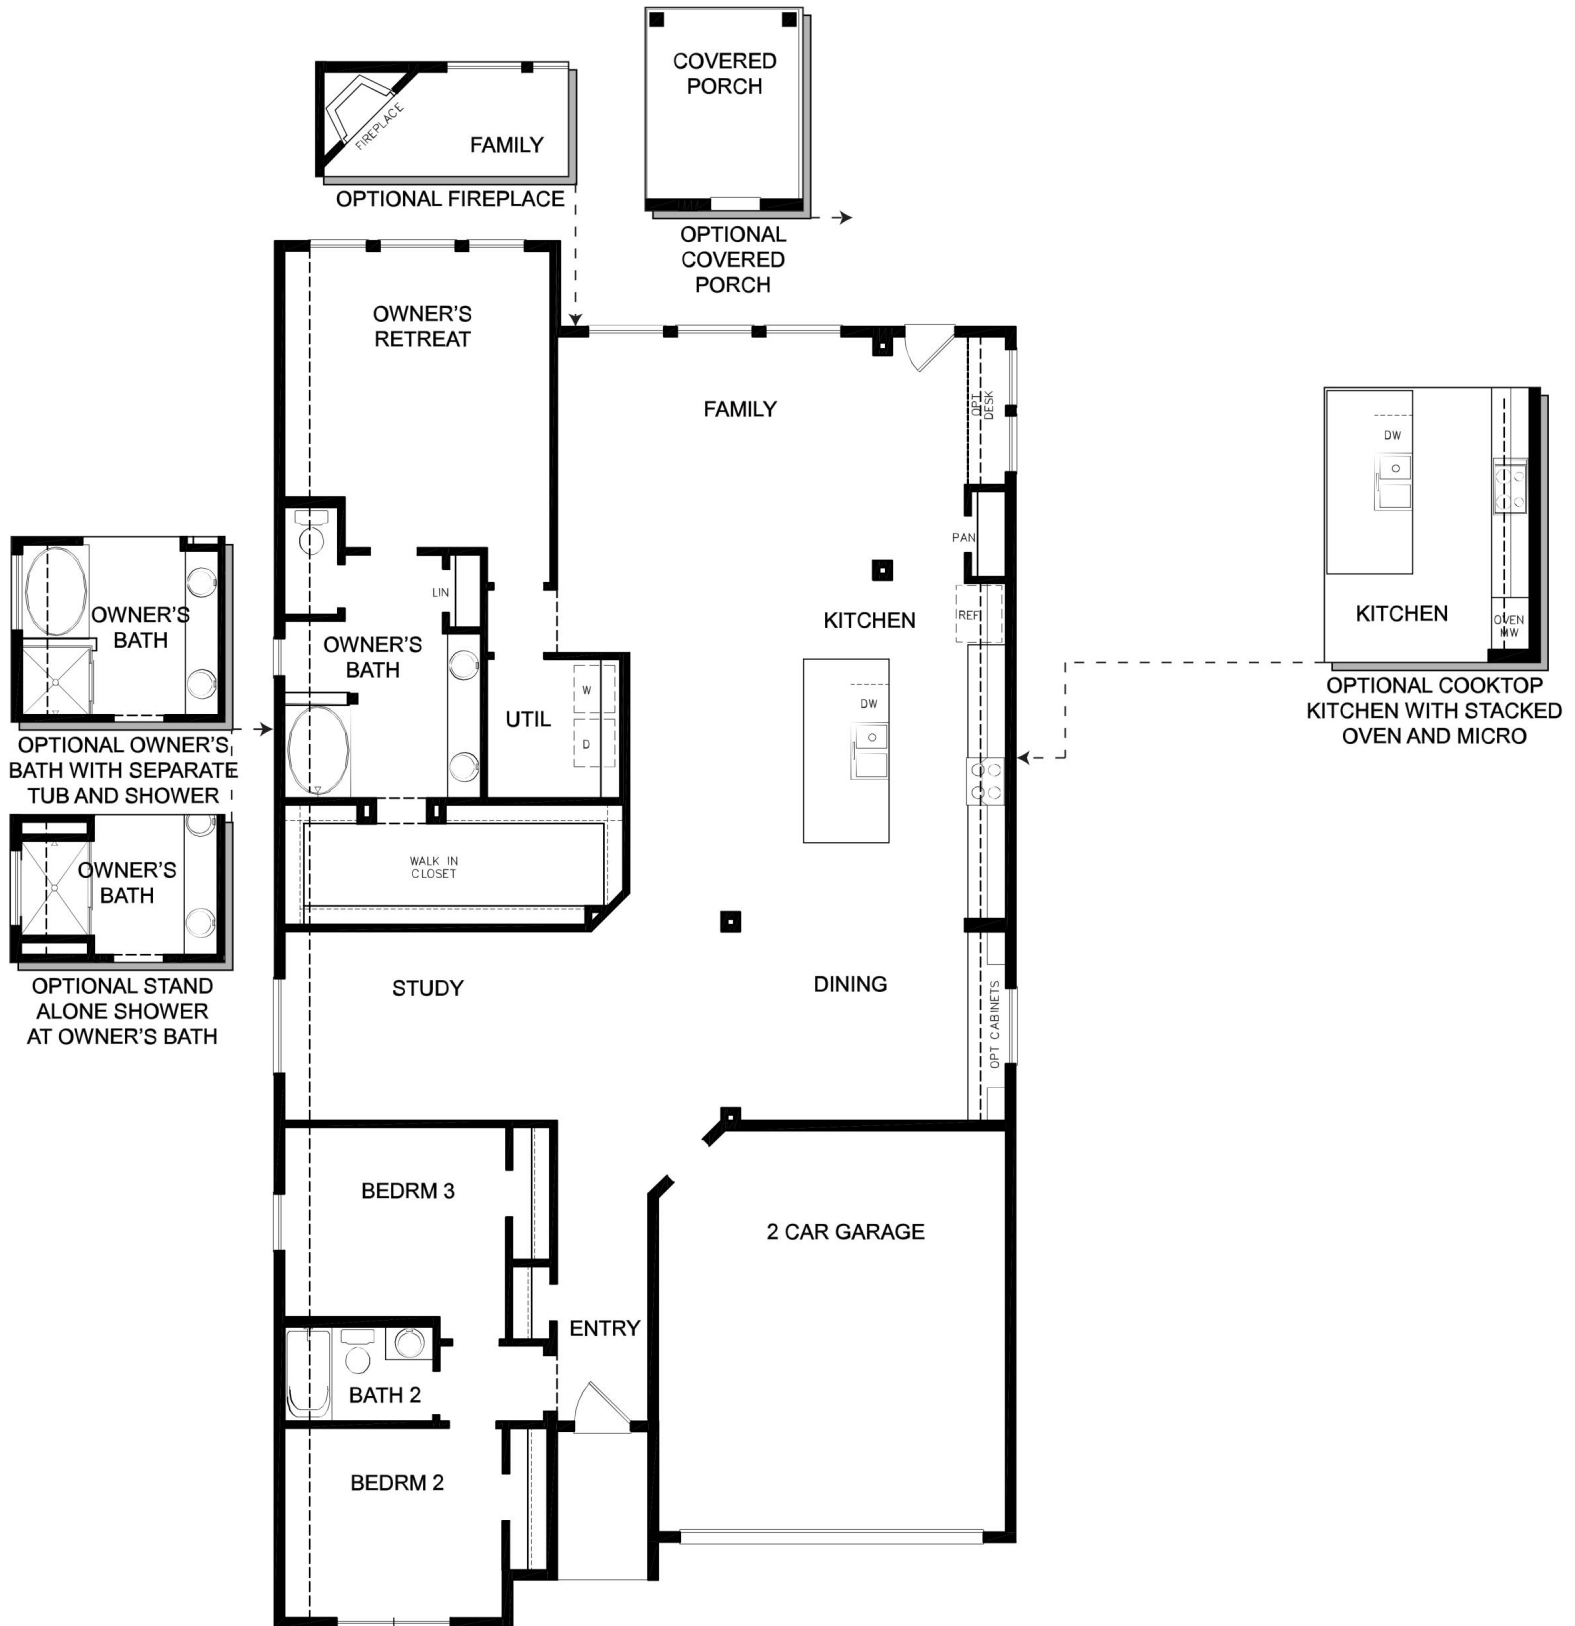 COVERED
PORCH
FIREPLACE
FAMILY
OPTIONAL FIREPLACE
OPTIONAL
COVERED
PORCH
OWNER'S
RETREAT
FAMILY
OPT
DESK
DW
KITCHEN
OVEN
MW
OPTIONAL COOKTOP
KITCHEN WITH STACKED
OVEN AND MICRO
PAN
LIN
KITCHEN
REF
OWNER'S
BATH
OWNER'S
BATH
W
D
UTIL
DW
OPTIONAL OWNER'S
BATH WITH SEPARATE
TUB AND SHOWER
OWNER'S
BATH
OPTIONAL STAND
ALONE SHOWER
AT OWNER'S BATH
WALK IN
CLOSET
STUDY
DINING
OPT CABINETS
BEDRM 3
2 CAR GARAGE
ENTRY
BATH 2
BEDRM 2